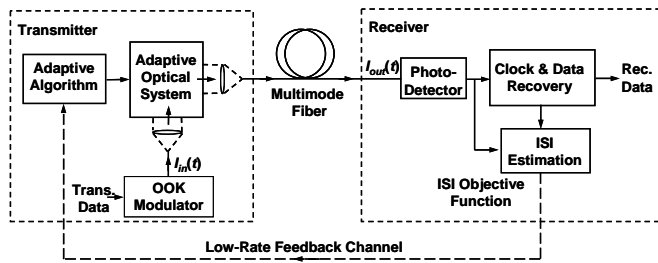 Transmitter
Adaptive
Algorithm
Adaptive
Optical
System
I_in(t)
Trans.
Data
OOK
Modulator
Multimode
Fiber
Receiver
I_out(t)
Photo-
Detector
Clock & Data
Recovery
Rec.
Data
ISI
Estimation
ISI Objective
Function
Low-Rate Feedback Channel